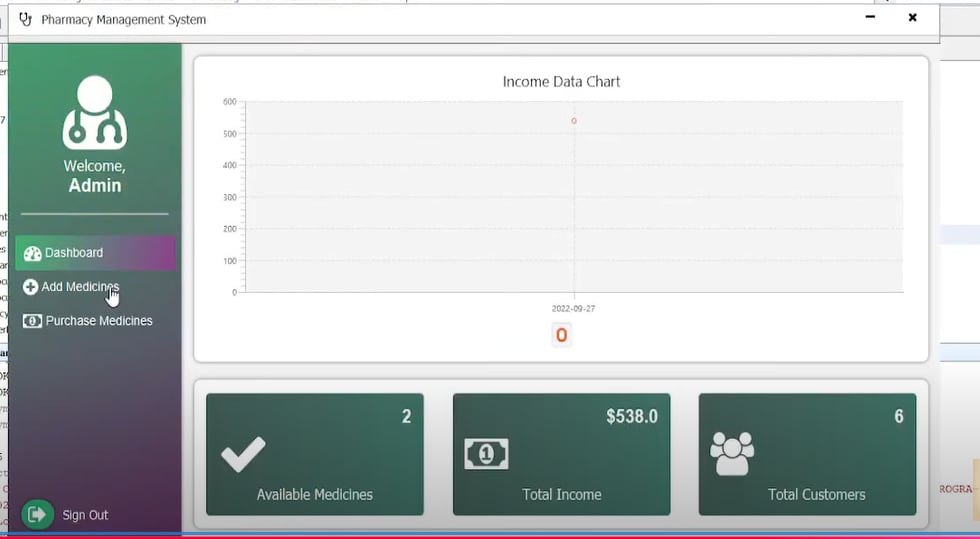 Pharmacy Management System
Welcome,
Admin
Dashboard
Add Medicines
Purchase Medicines
Sign Out
Income Data Chart
600
500
400
300
200
100
0
2022-09-27
2
Available Medicines
$538.0
Total Income
6
Total Customers
ROGRA